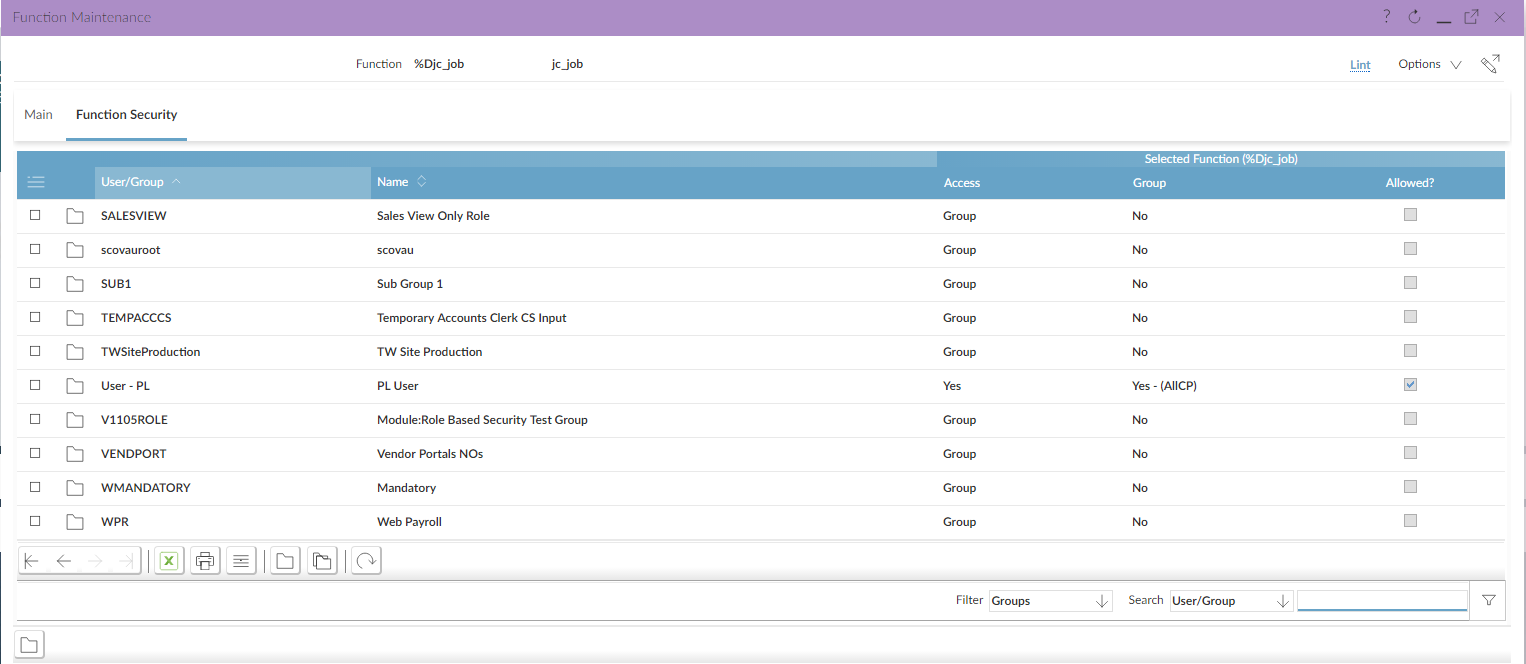 Function Maintenance ?
Function %Djc_job jc_job Lint Options
Main Function Security
Selected Function (%Djc_job)
User/Group Name Access Group Allowed?
SALESVIEW Sales View Only Role Group No
scovauroot scovau Group No
SUB1 Sub Group 1 Group No
TEMPACCCS Temporary Accounts Clerk CS Input Group No
TWSiteProduction TW Site Production Group No
User - PL PL User Yes Yes - (AllCP)
V1105ROLE Module:Role Based Security Test Group Group No
VENDPORT Vendor Portals NOs Group No
WMANDATORY Mandatory Group No
WPR Web Payroll Group No
Filter Groups Search User/Group